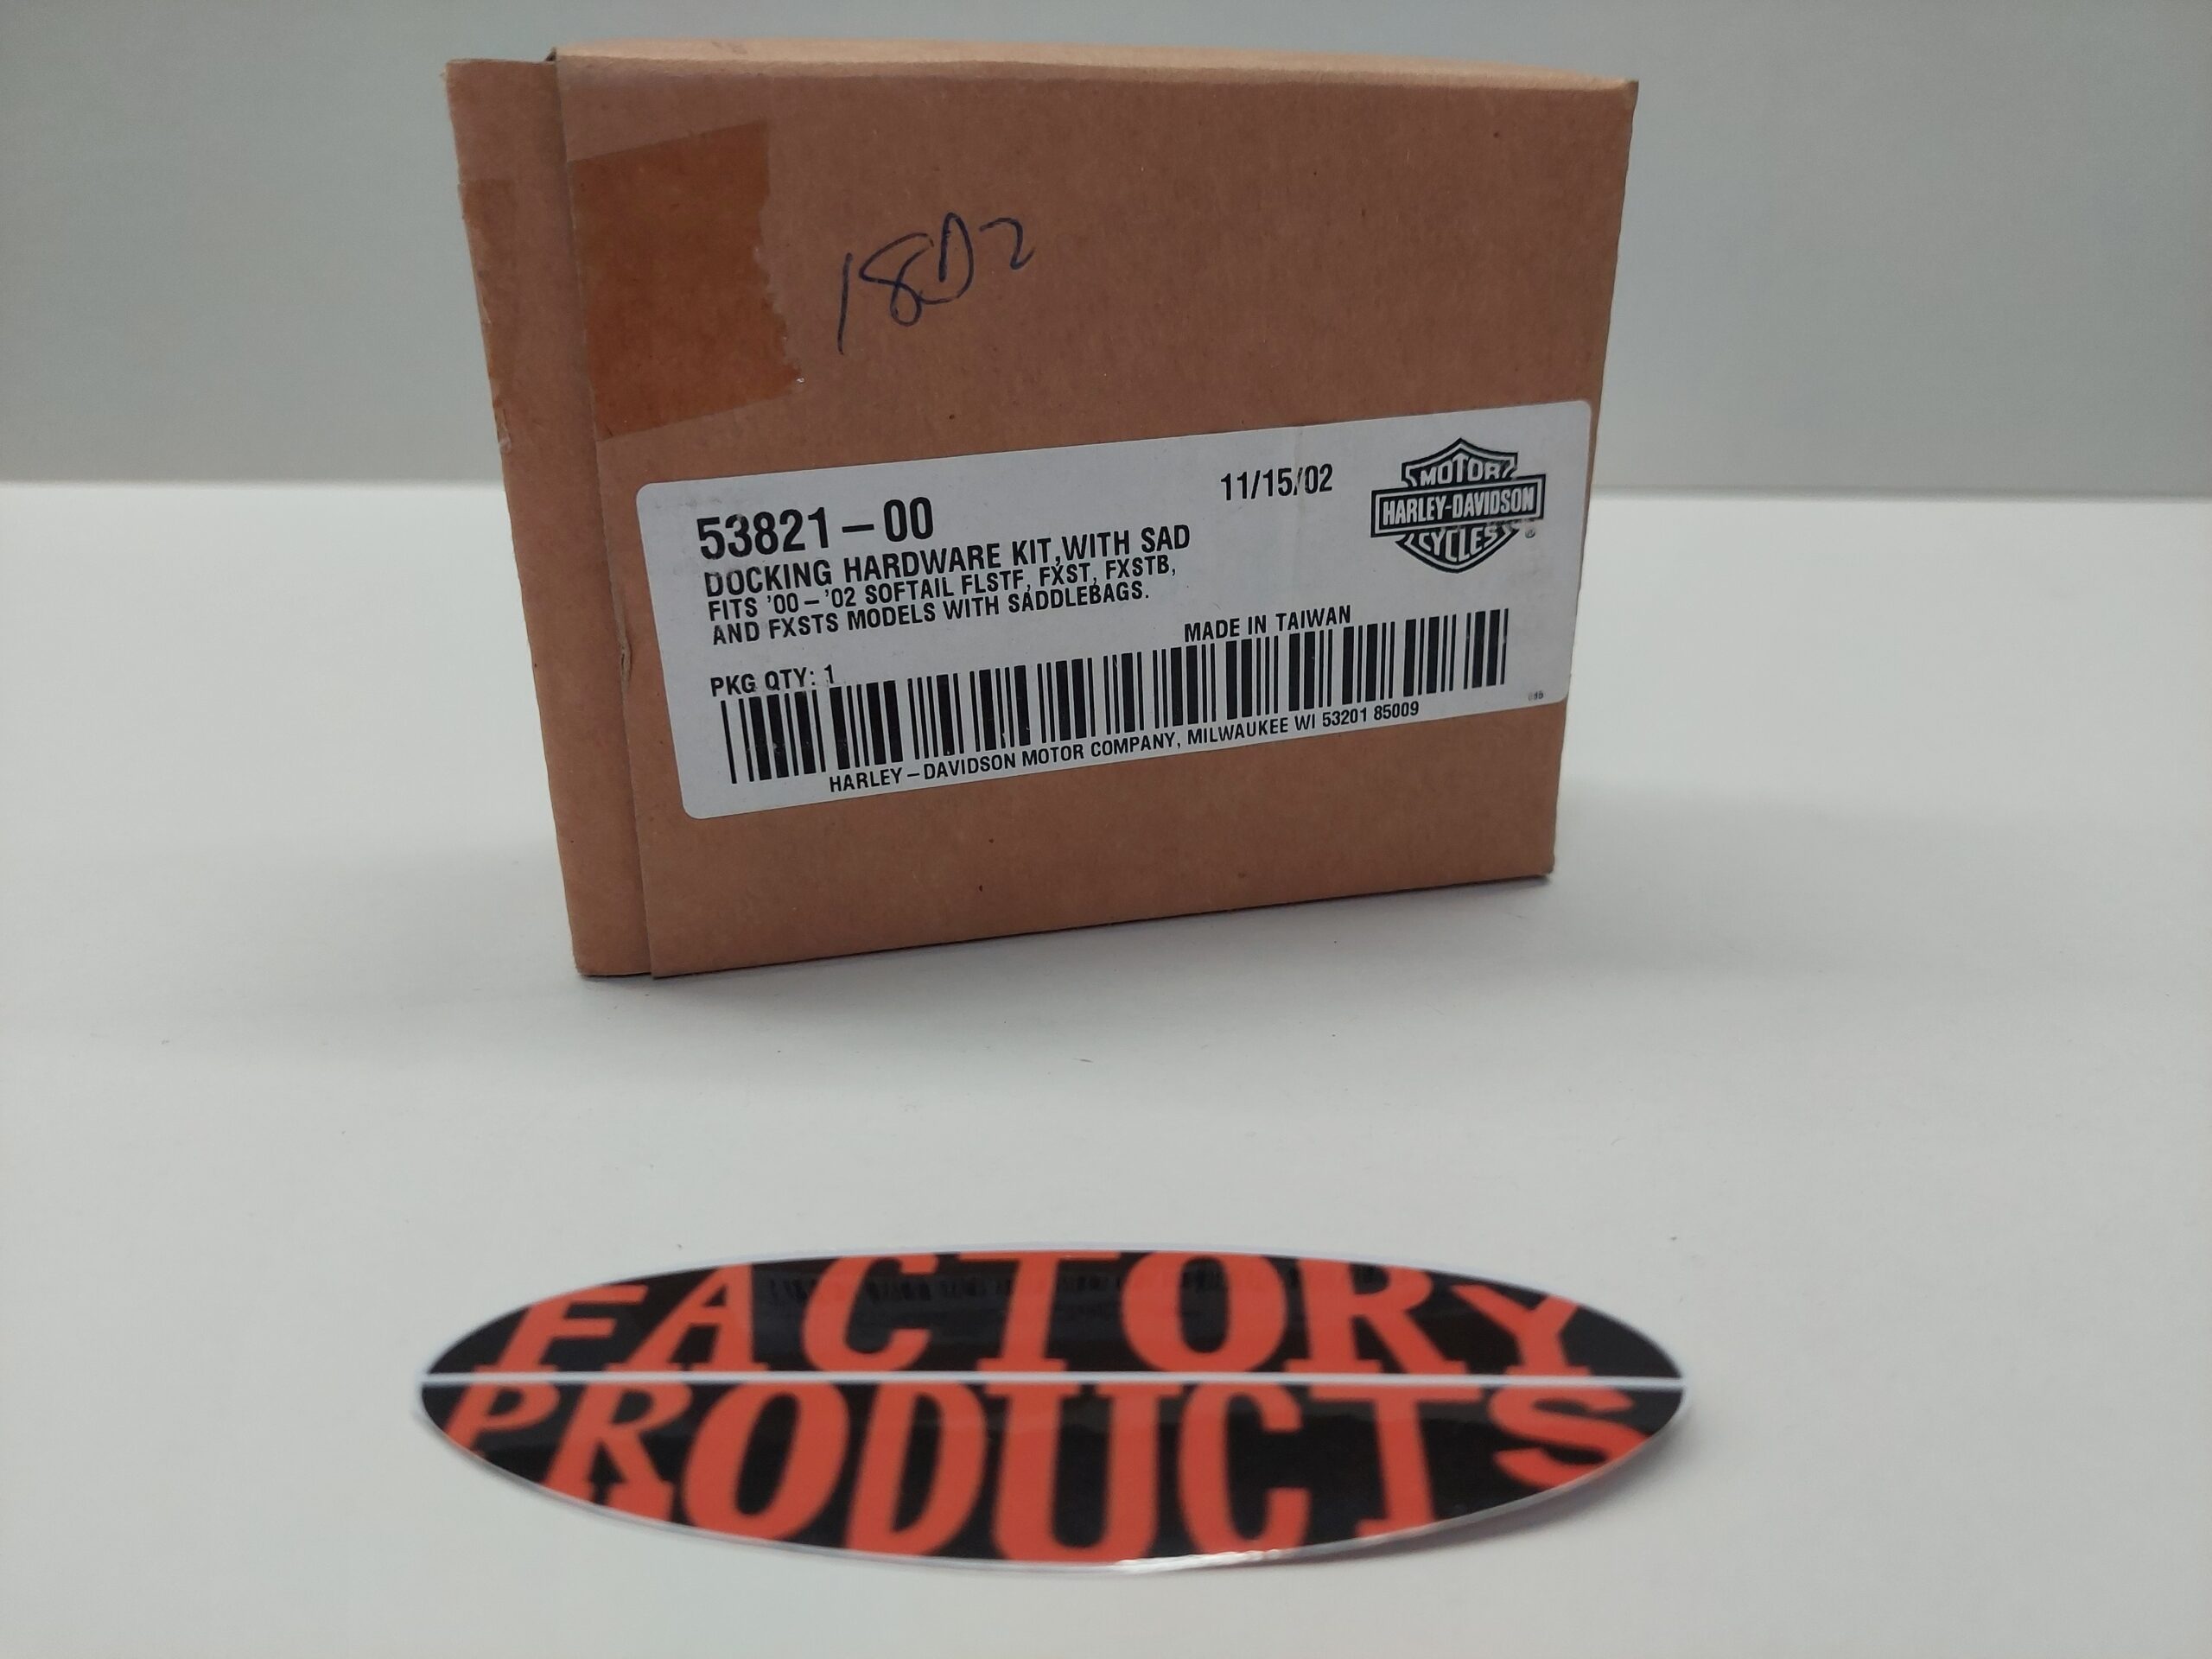 18D2
53821-00
11/15/02
MOTOR
HARLEY-DAVIDSON
CYCLES
®
DOCKING HARDWARE KIT,WITH SAD
FITS '00-'02 SOFTAIL FLSTF, FXST, FXSTB,
AND FXSTS MODELS WITH SADDLEBAGS.
MADE IN TAIWAN
PKG QTY: 1
HARLEY-DAVIDSON MOTOR COMPANY, MILWAUKEE WI 53201 85009
FACTORY
PRODUCTS